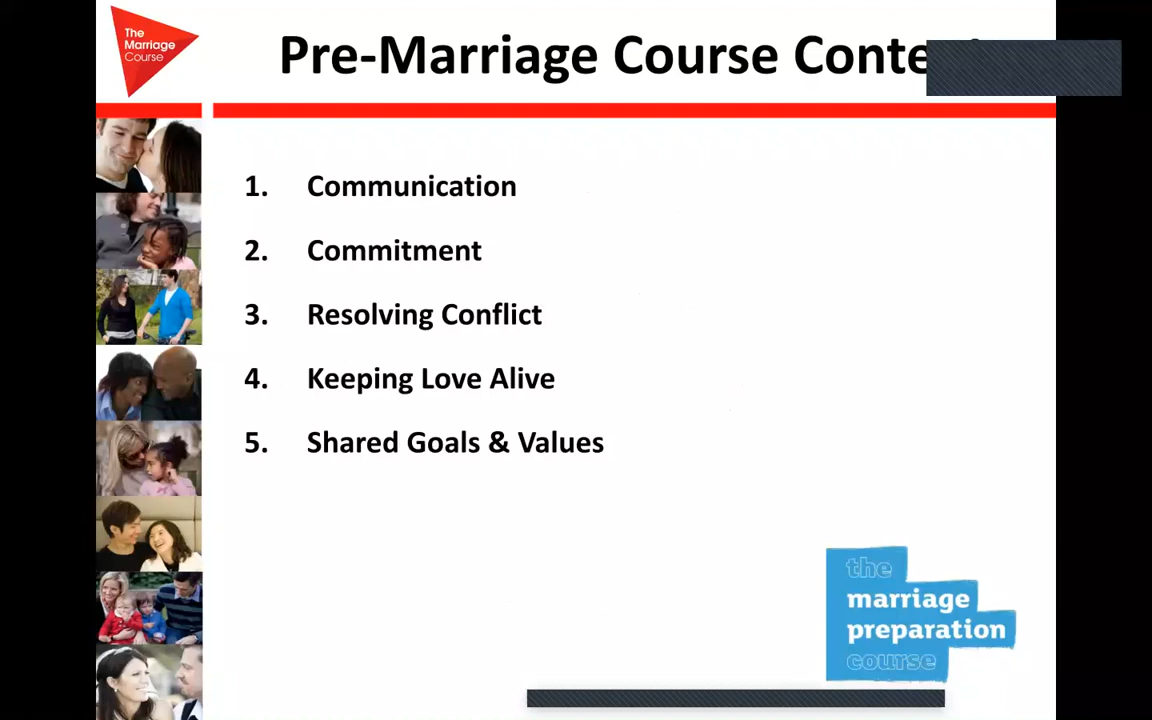 The
Marriage
Course
Pre-Marriage Course
1. Communication
2. Commitment
3. Resolving Conflict
4. Keeping Love Alive
5. Shared Goals & Values
the
marriage
preparation
course